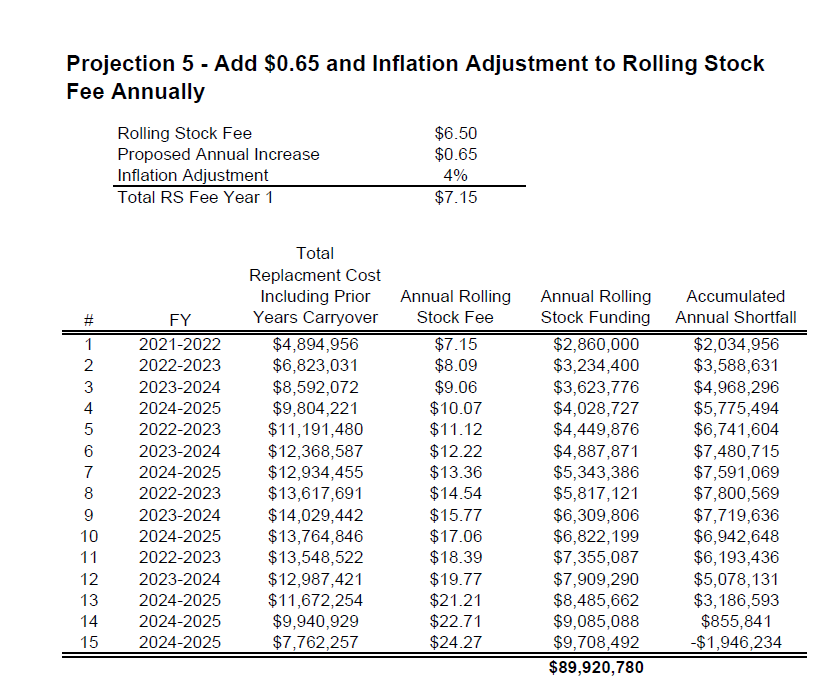 Projection 5 - Add $0.65 and Inflation Adjustment to Rolling Stock
Fee Annually
Rolling Stock Fee $6.50
Proposed Annual Increase $0.65
Inflation Adjustment 4%
Total RS Fee Year 1 $7.15
Total
Replacment Cost
Including Prior Annual Rolling Annual Rolling Accumulated
# FY Years Carryover Stock Fee Stock Funding Annual Shortfall
1 2021-2022 $4,894,956 $7.15 $2,860,000 $2,034,956
2 2022-2023 $6,823,031 $8.09 $3,234,400 $3,588,631
3 2023-2024 $8,592,072 $9.06 $3,623,776 $4,968,296
4 2024-2025 $9,804,221 $10.07 $4,028,727 $5,775,494
5 2022-2023 $11,191,480 $11.12 $4,449,876 $6,741,604
6 2023-2024 $12,368,587 $12.22 $4,887,871 $7,480,715
7 2024-2025 $12,934,455 $13.36 $5,343,386 $7,591,069
8 2022-2023 $13,617,691 $14.54 $5,817,121 $7,800,569
9 2023-2024 $14,029,442 $15.77 $6,309,806 $7,719,636
10 2024-2025 $13,764,846 $17.06 $6,822,199 $6,942,648
11 2022-2023 $13,548,522 $18.39 $7,355,087 $6,193,436
12 2023-2024 $12,987,421 $19.77 $7,909,290 $5,078,131
13 2024-2025 $11,672,254 $21.21 $8,485,662 $3,186,593
14 2024-2025 $9,940,929 $22.71 $9,085,088 $855,841
15 2024-2025 $7,762,257 $24.27 $9,708,492 -$1,946,234
$89,920,780